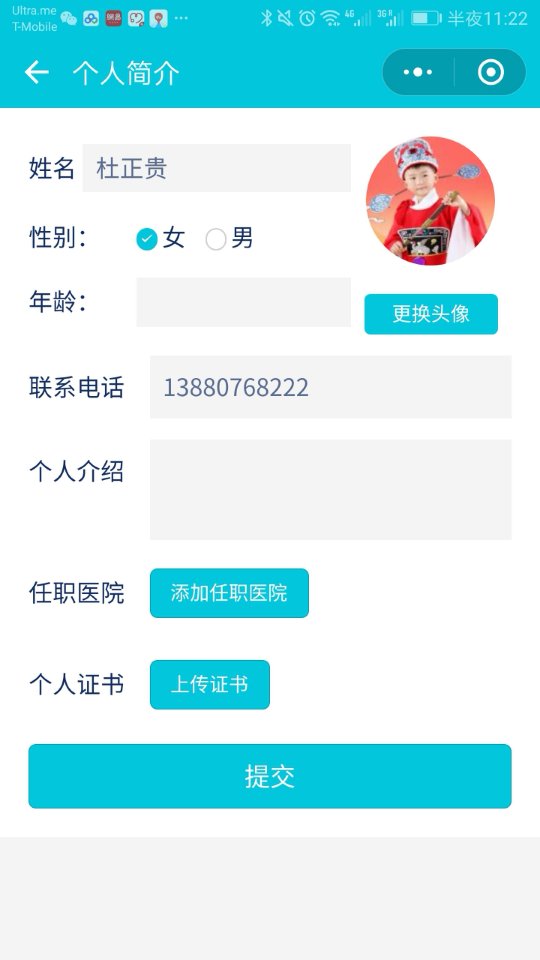 Ultra.me
T-Mobile
4G 3G H 半夜11:22
个人简介
姓名 杜正贵
性别： 女 男
年龄：
更换头像
联系电话 13880768222
个人介绍
任职医院 添加任职医院
个人证书 上传证书
提交